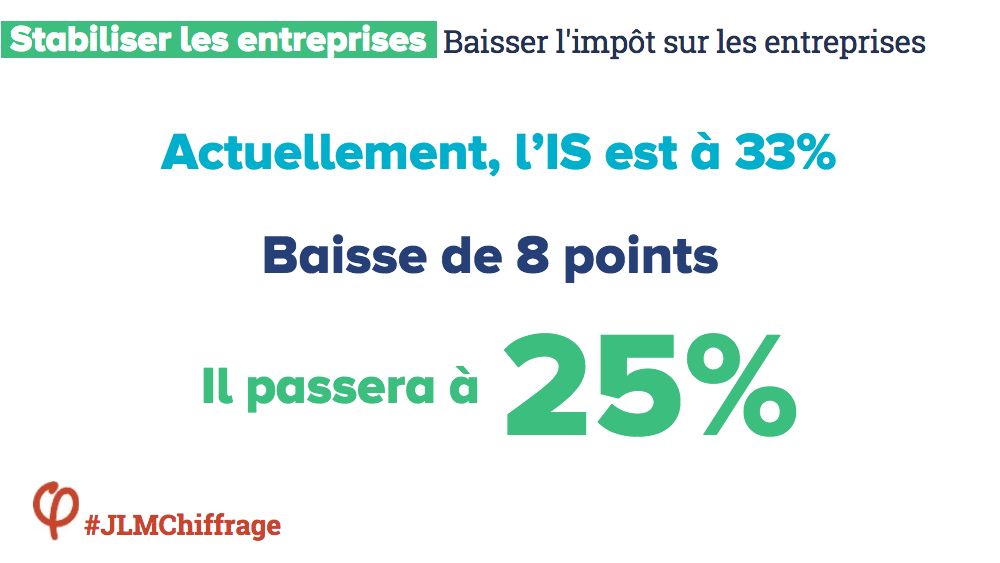 Stabiliser les entreprises Baisser l'impôt sur les entreprises
Actuellement, l’IS est à 33%
Baisse de 8 points
Il passera à 25%
φ #JLMChiffrage